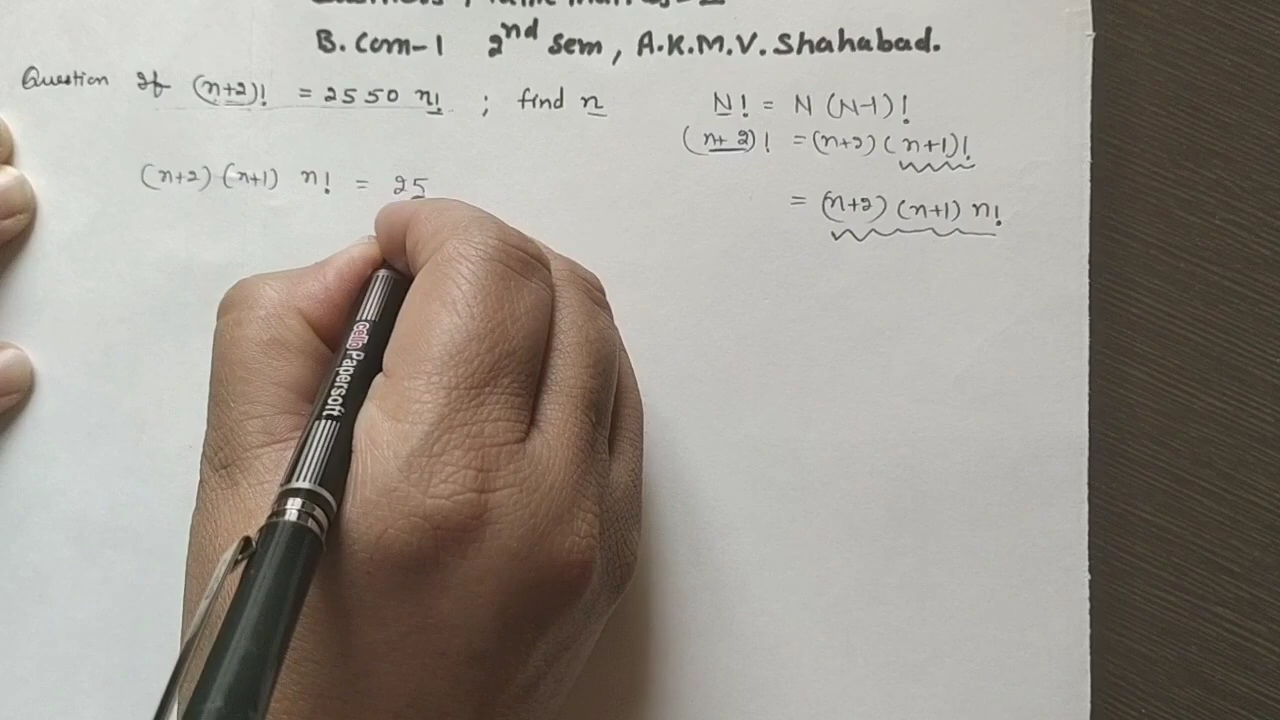 B. Com-1 2nd sem, A.K.M.V. Shahabad.
Question If (n+2)! = 2550 n! ; find n
(n+2) (n+1) n! = 25
N! = N (N-1)!
(n+2)! = (n+2) (n+1)!
= (n+2) (n+1) n!
cello Papersoft